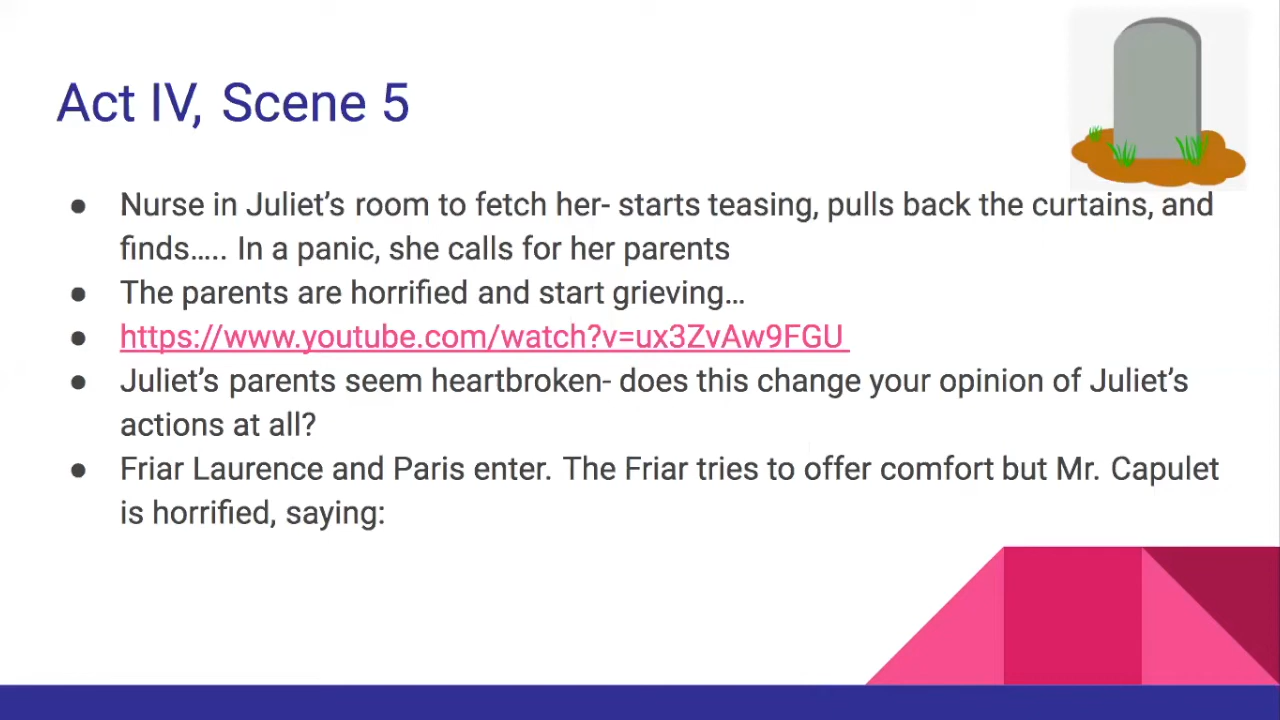 Act IV, Scene 5
● Nurse in Juliet’s room to fetch her- starts teasing, pulls back the curtains, and
finds….. In a panic, she calls for her parents
● The parents are horrified and start grieving…
● https://www.youtube.com/watch?v=ux3ZvAw9FGU
● Juliet’s parents seem heartbroken- does this change your opinion of Juliet’s
actions at all?
● Friar Laurence and Paris enter. The Friar tries to offer comfort but Mr. Capulet
is horrified, saying: